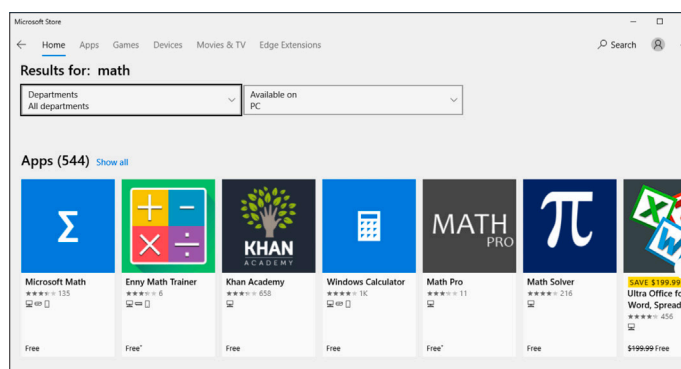 Microsoft Store
Home Apps Games Devices Movies & TV Edge Extensions Search
Results for: math
Departments
All departments
Available on
PC
Apps (544) Show all
Σ
+ −
× ÷
KHAN
ACADEMY
MATH
PRO
π
X
W
Microsoft Math
135
Free
Enny Math Trainer
6
Free*
Khan Academy
658
Free
Windows Calculator
1K
Free
Math Pro
11
Free*
Math Solver
216
Free
SAVE $199.99
Ultra Office fo
Word, Spread
456
$199.99 Free